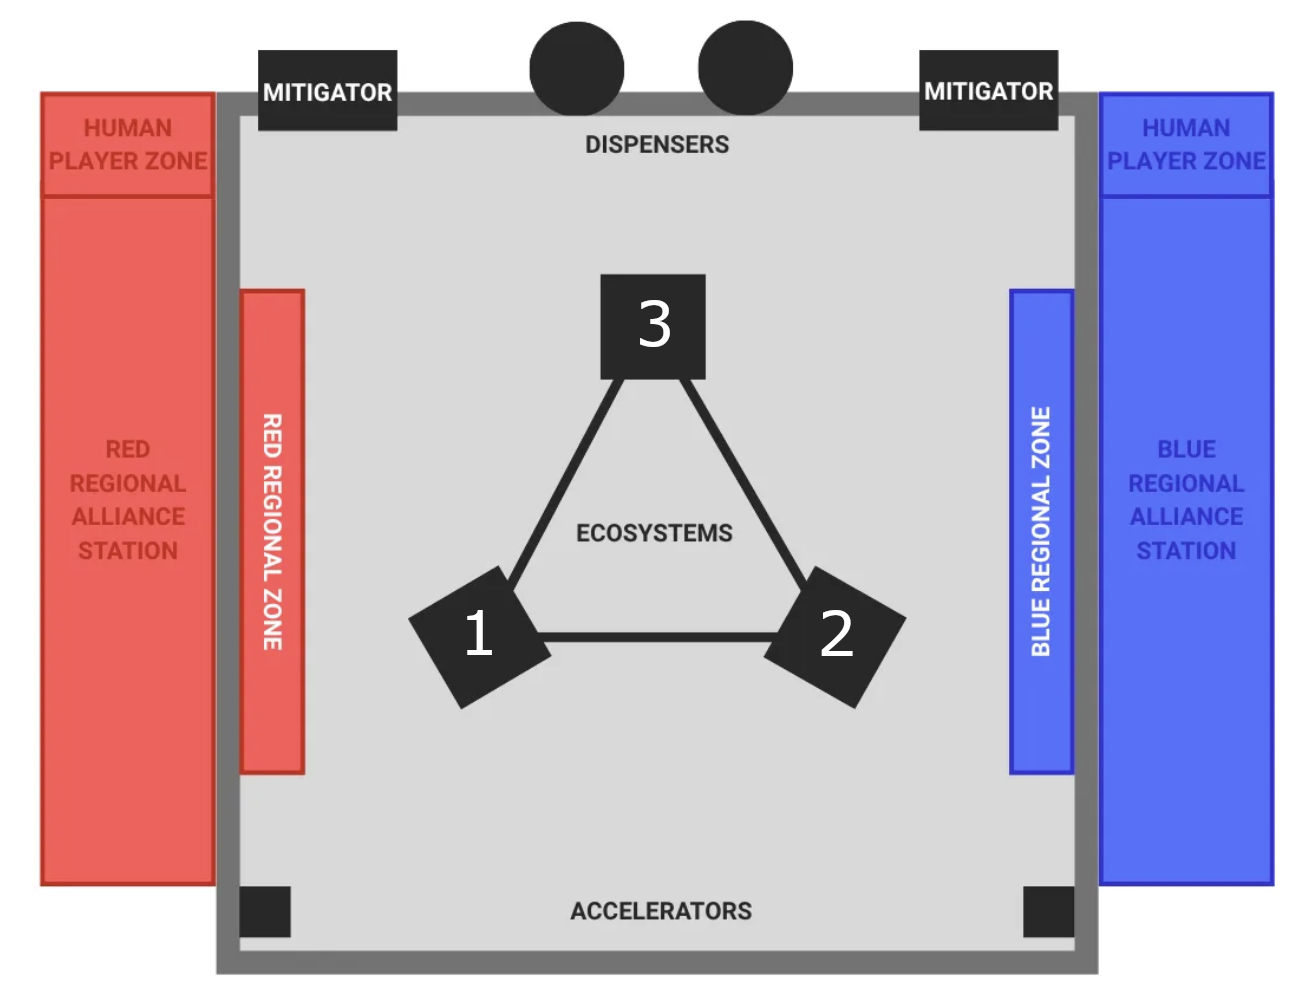 MITIGATOR
MITIGATOR
HUMAN
PLAYER ZONE
DISPENSERS
HUMAN
PLAYER ZONE
3
RED
REGIONAL
ALLIANCE
STATION
RED REGIONAL ZONE
ECOSYSTEMS
BLUE REGIONAL ZONE
BLUE
REGIONAL
ALLIANCE
STATION
1
2
ACCELERATORS